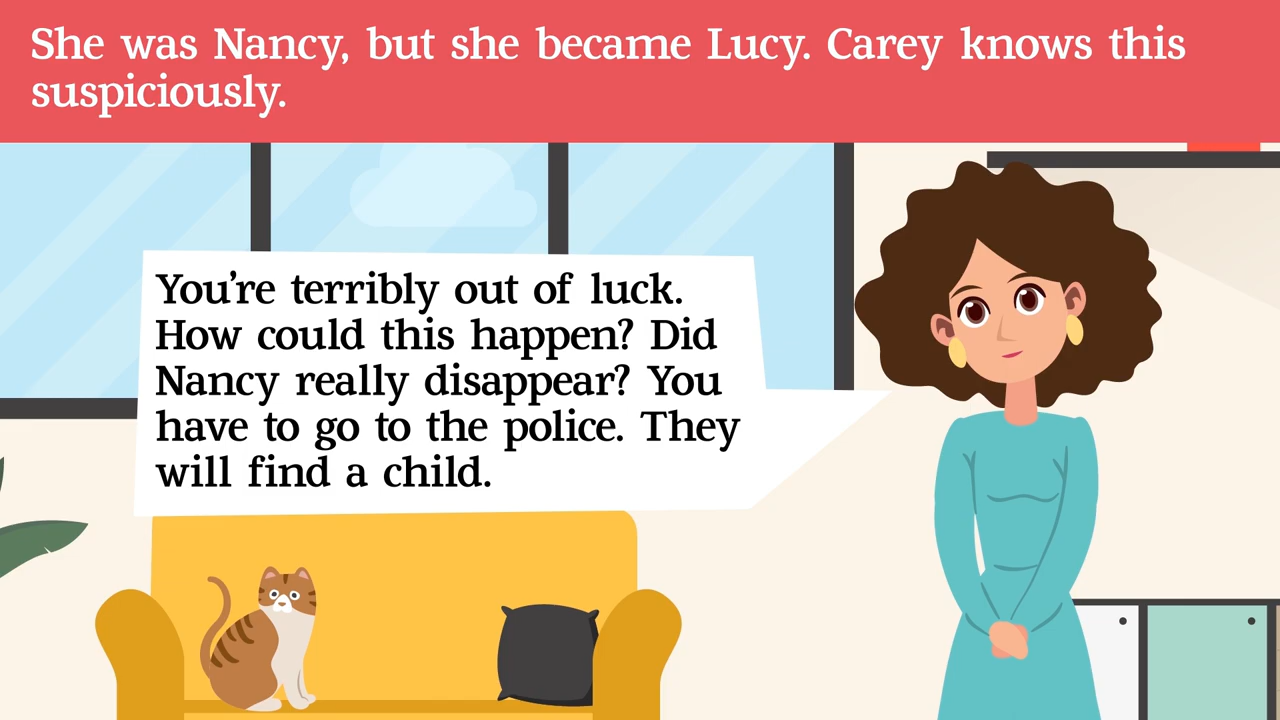 She was Nancy, but she became Lucy. Carey knows this
suspiciously.
You’re terribly out of luck.
How could this happen? Did
Nancy really disappear? You
have to go to the police. They
will find a child.